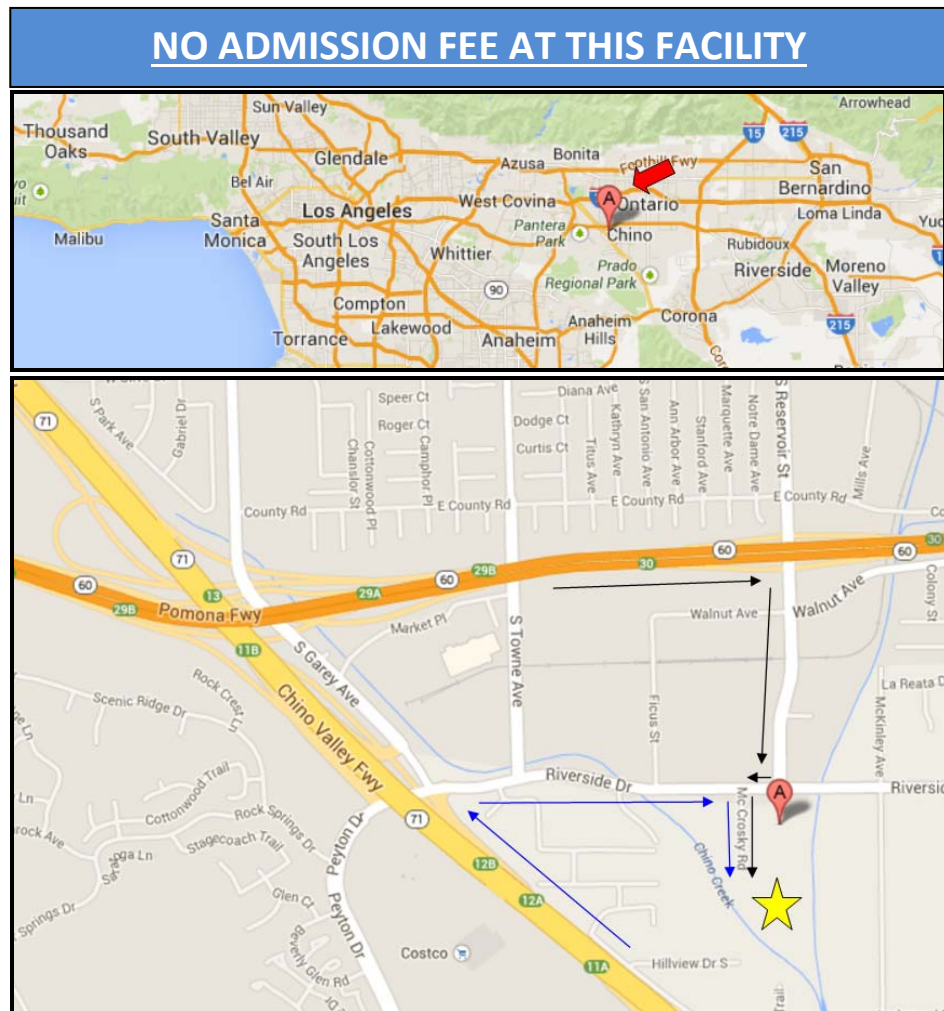 NO ADMISSION FEE AT THIS FACILITY
Sun Valley
Arrowhead
Thousand
Oaks
South Valley
15
215
Glendale
Azusa
Bonita
Foothill Fwy
San
Bernardino
Bel Air
Los Angeles
West Covina
A
Ontario
Loma Linda
Santa
Monica
Malibu
South Los
Angeles
Whittier
Pantera
Park
Chino
Rubidoux
Riverside
Moreno
Valley
Prado
Regional Park
90
Compton
Lakewood
Torrance
Anaheim
Anaheim
Hills
Corona
215
71
S Park Ave
Gabriel Dr
Speer Ct
Roger Ct
Chanslor St
Cottonwood Pl
Camphor Pl
Diana Ave
Dodge Ct
Curtis Ct
Titus Ave
Kathryn Ave
S San Antonio Ave
Ann Arbor Ave
Stanford Ave
Marquette Ave
Notre Dame Ave
S Reservoir St
Mills Ave
County Rd
E County Rd
E County Rd
E County Rd
71
60
29B
13
29A
60
29B
30
60
60
30
Pomona Fwy
11B
Market Pl
S Garey Ave
S Towne Ave
Walnut Ave
Walnut Ave
Colony St
Rock Crest Ln
Scenic Ridge Dr
Chino Valley Fwy
Ficus St
La Reata D
McKinley Ave
Riverside Dr
A
Riversid
Cottonwood Trail
Rock Springs Dr
Stagecoach Trail
71
Peyton Dr
Peyton Dr
Mc Crosky Rd
Chino Creek
12B
12A
11A
Glen Ct
Beverly Glen Rd
Springs Dr
Costco
Hillview Dr S